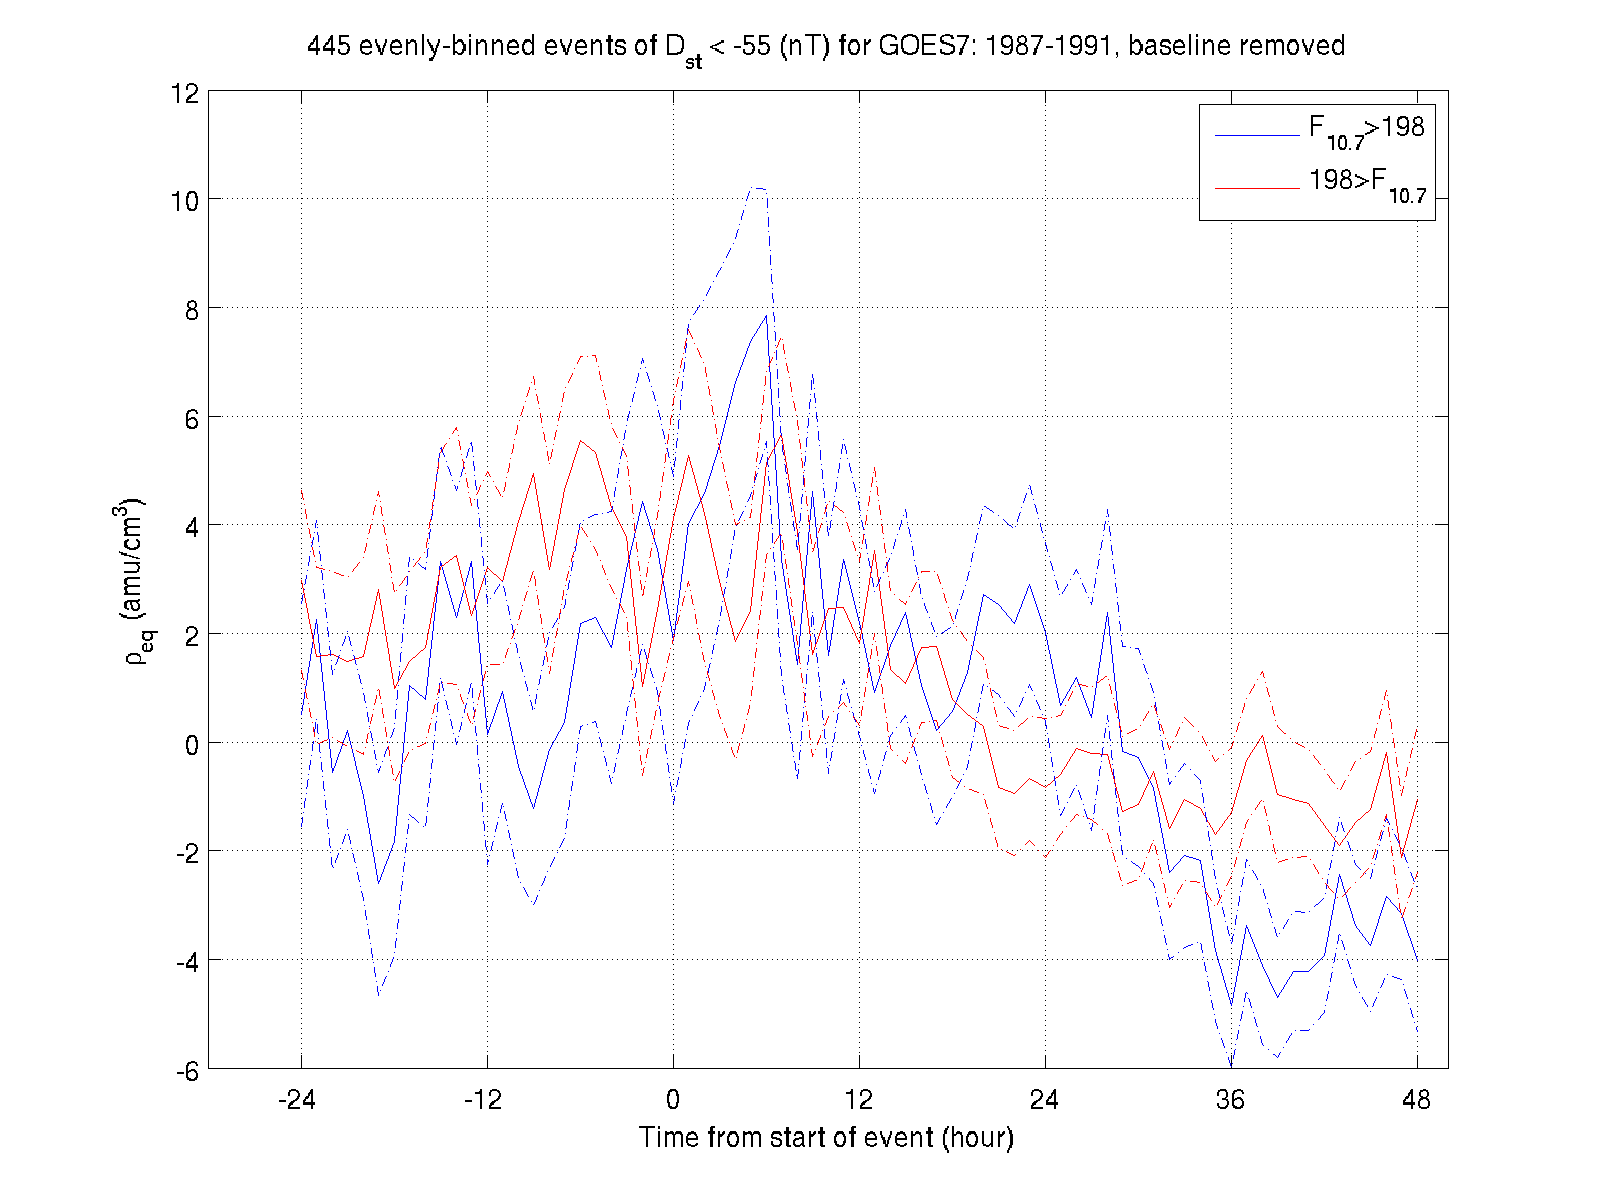 445 evenly-binned events of Dst < -55 (nT) for GOES7: 1987-1991, baseline removed
F10.7>198
198>F10.7
12
10
8
6
4
2
0
-2
-4
-6
ρeq (amu/cm3)
-24 -12 0 12 24 36 48
Time from start of event (hour)